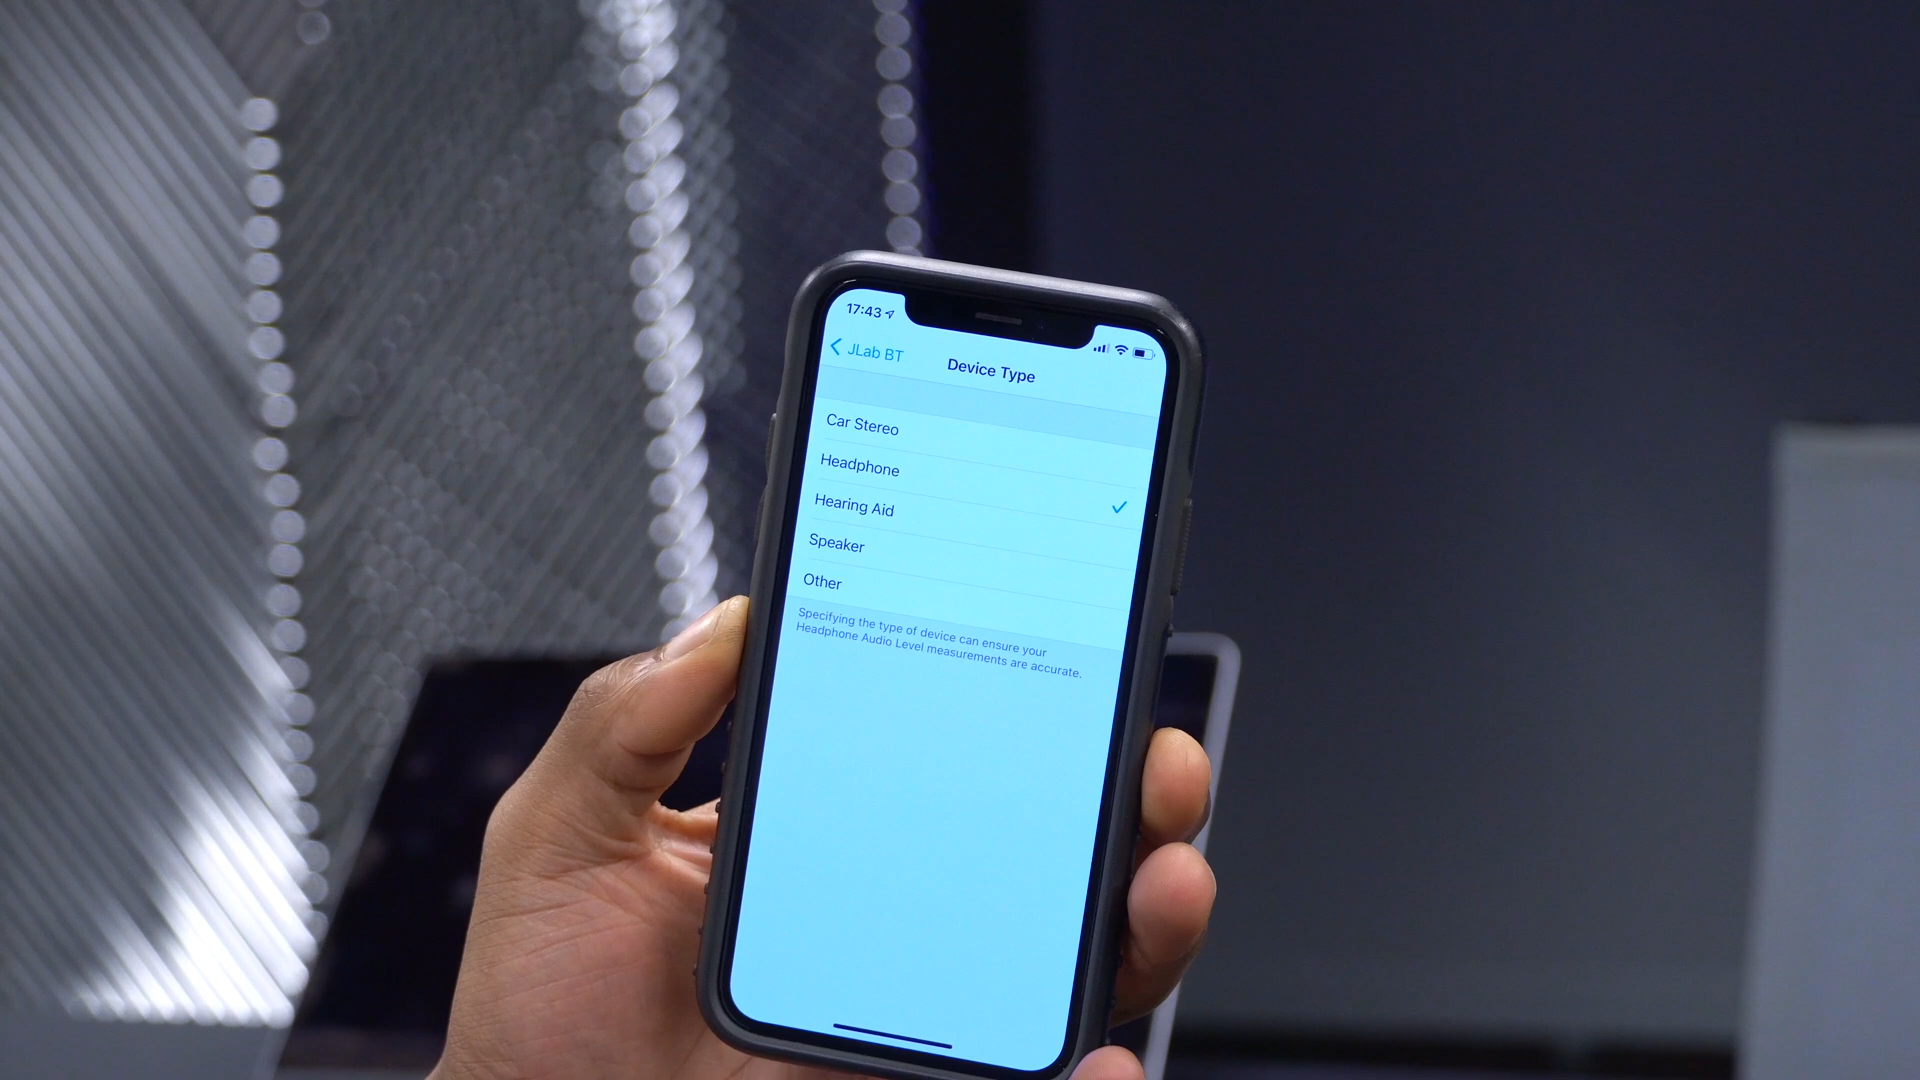 17:43
JLab BT
Device Type
Car Stereo
Headphone
Hearing Aid
Speaker
Other
Specifying the type of device can ensure your
Headphone Audio Level measurements are accurate.